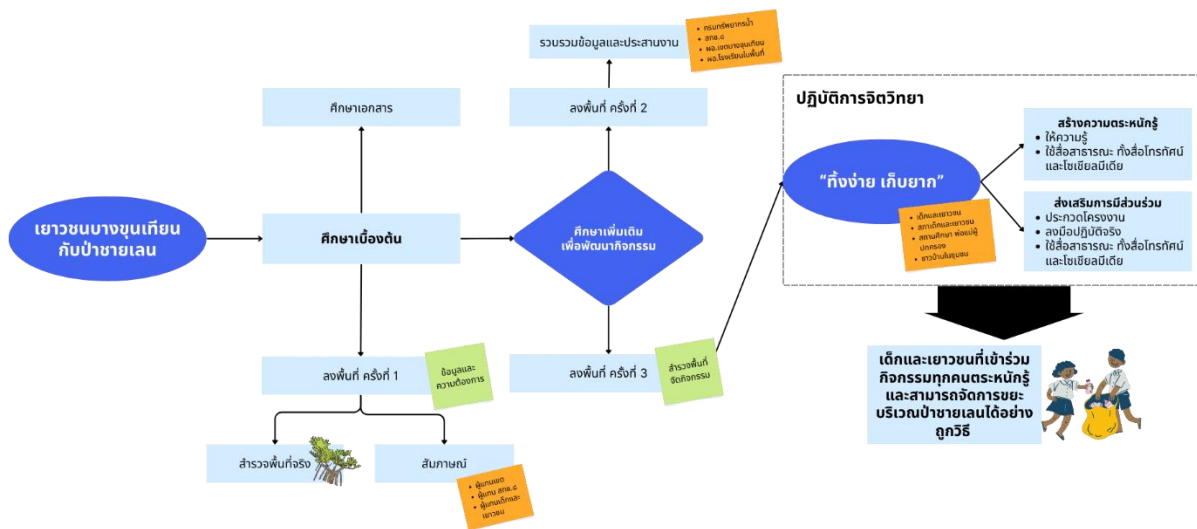 เยาวชนบางขุนเทียน
กับป่าชายเลน
ศึกษาเอกสาร
ศึกษาเบื้องต้น
ลงพื้นที่ ครั้งที่ 1
ข้อมูลและ
ความต้องการ
สำรวจพื้นที่จริง
สัมภาษณ์
ผู้แทนเขต
ผู้แทน สทช.๘
ผู้แทนเด็กและ
เยาวชน
รวบรวมข้อมูลและประสานงาน
กรมทรัพยากรน้ำ
สทช.๘
ผอ.เขตบางขุนเทียน
ผอ.โรงเรียนในพื้นที่
ลงพื้นที่ ครั้งที่ 2
ศึกษาเพิ่มเติม
เพื่อพัฒนากิจกรรม
ลงพื้นที่ ครั้งที่ 3
สำรวจพื้นที่
จัดกิจกรรม
ปฏิบัติการจิตวิทยา
“ทิ้งง่าย เก็บยาก”
เด็กและเยาวชน
สภาเด็กและเยาวชน
สถานศึกษา พ่อแม่ผู้
ปกครอง
ชาวบ้านในชุมชน
สร้างความตระหนักรู้
ให้ความรู้
ใช้สื่อสาธารณะ ทั้งสื่อโทรทัศน์
และโซเชียลมีเดีย
ส่งเสริมการมีส่วนร่วม
ประกวดโครงงาน
ลงมือปฏิบัติจริง
ใช้สื่อสาธารณะ ทั้งสื่อโทรทัศน์
และโซเชียลมีเดีย
เด็กและเยาวชนที่เข้าร่วม
กิจกรรมทุกคนตระหนักรู้
และสามารถจัดการขยะ
บริเวณป่าชายเลนได้อย่าง
ถูกวิธี